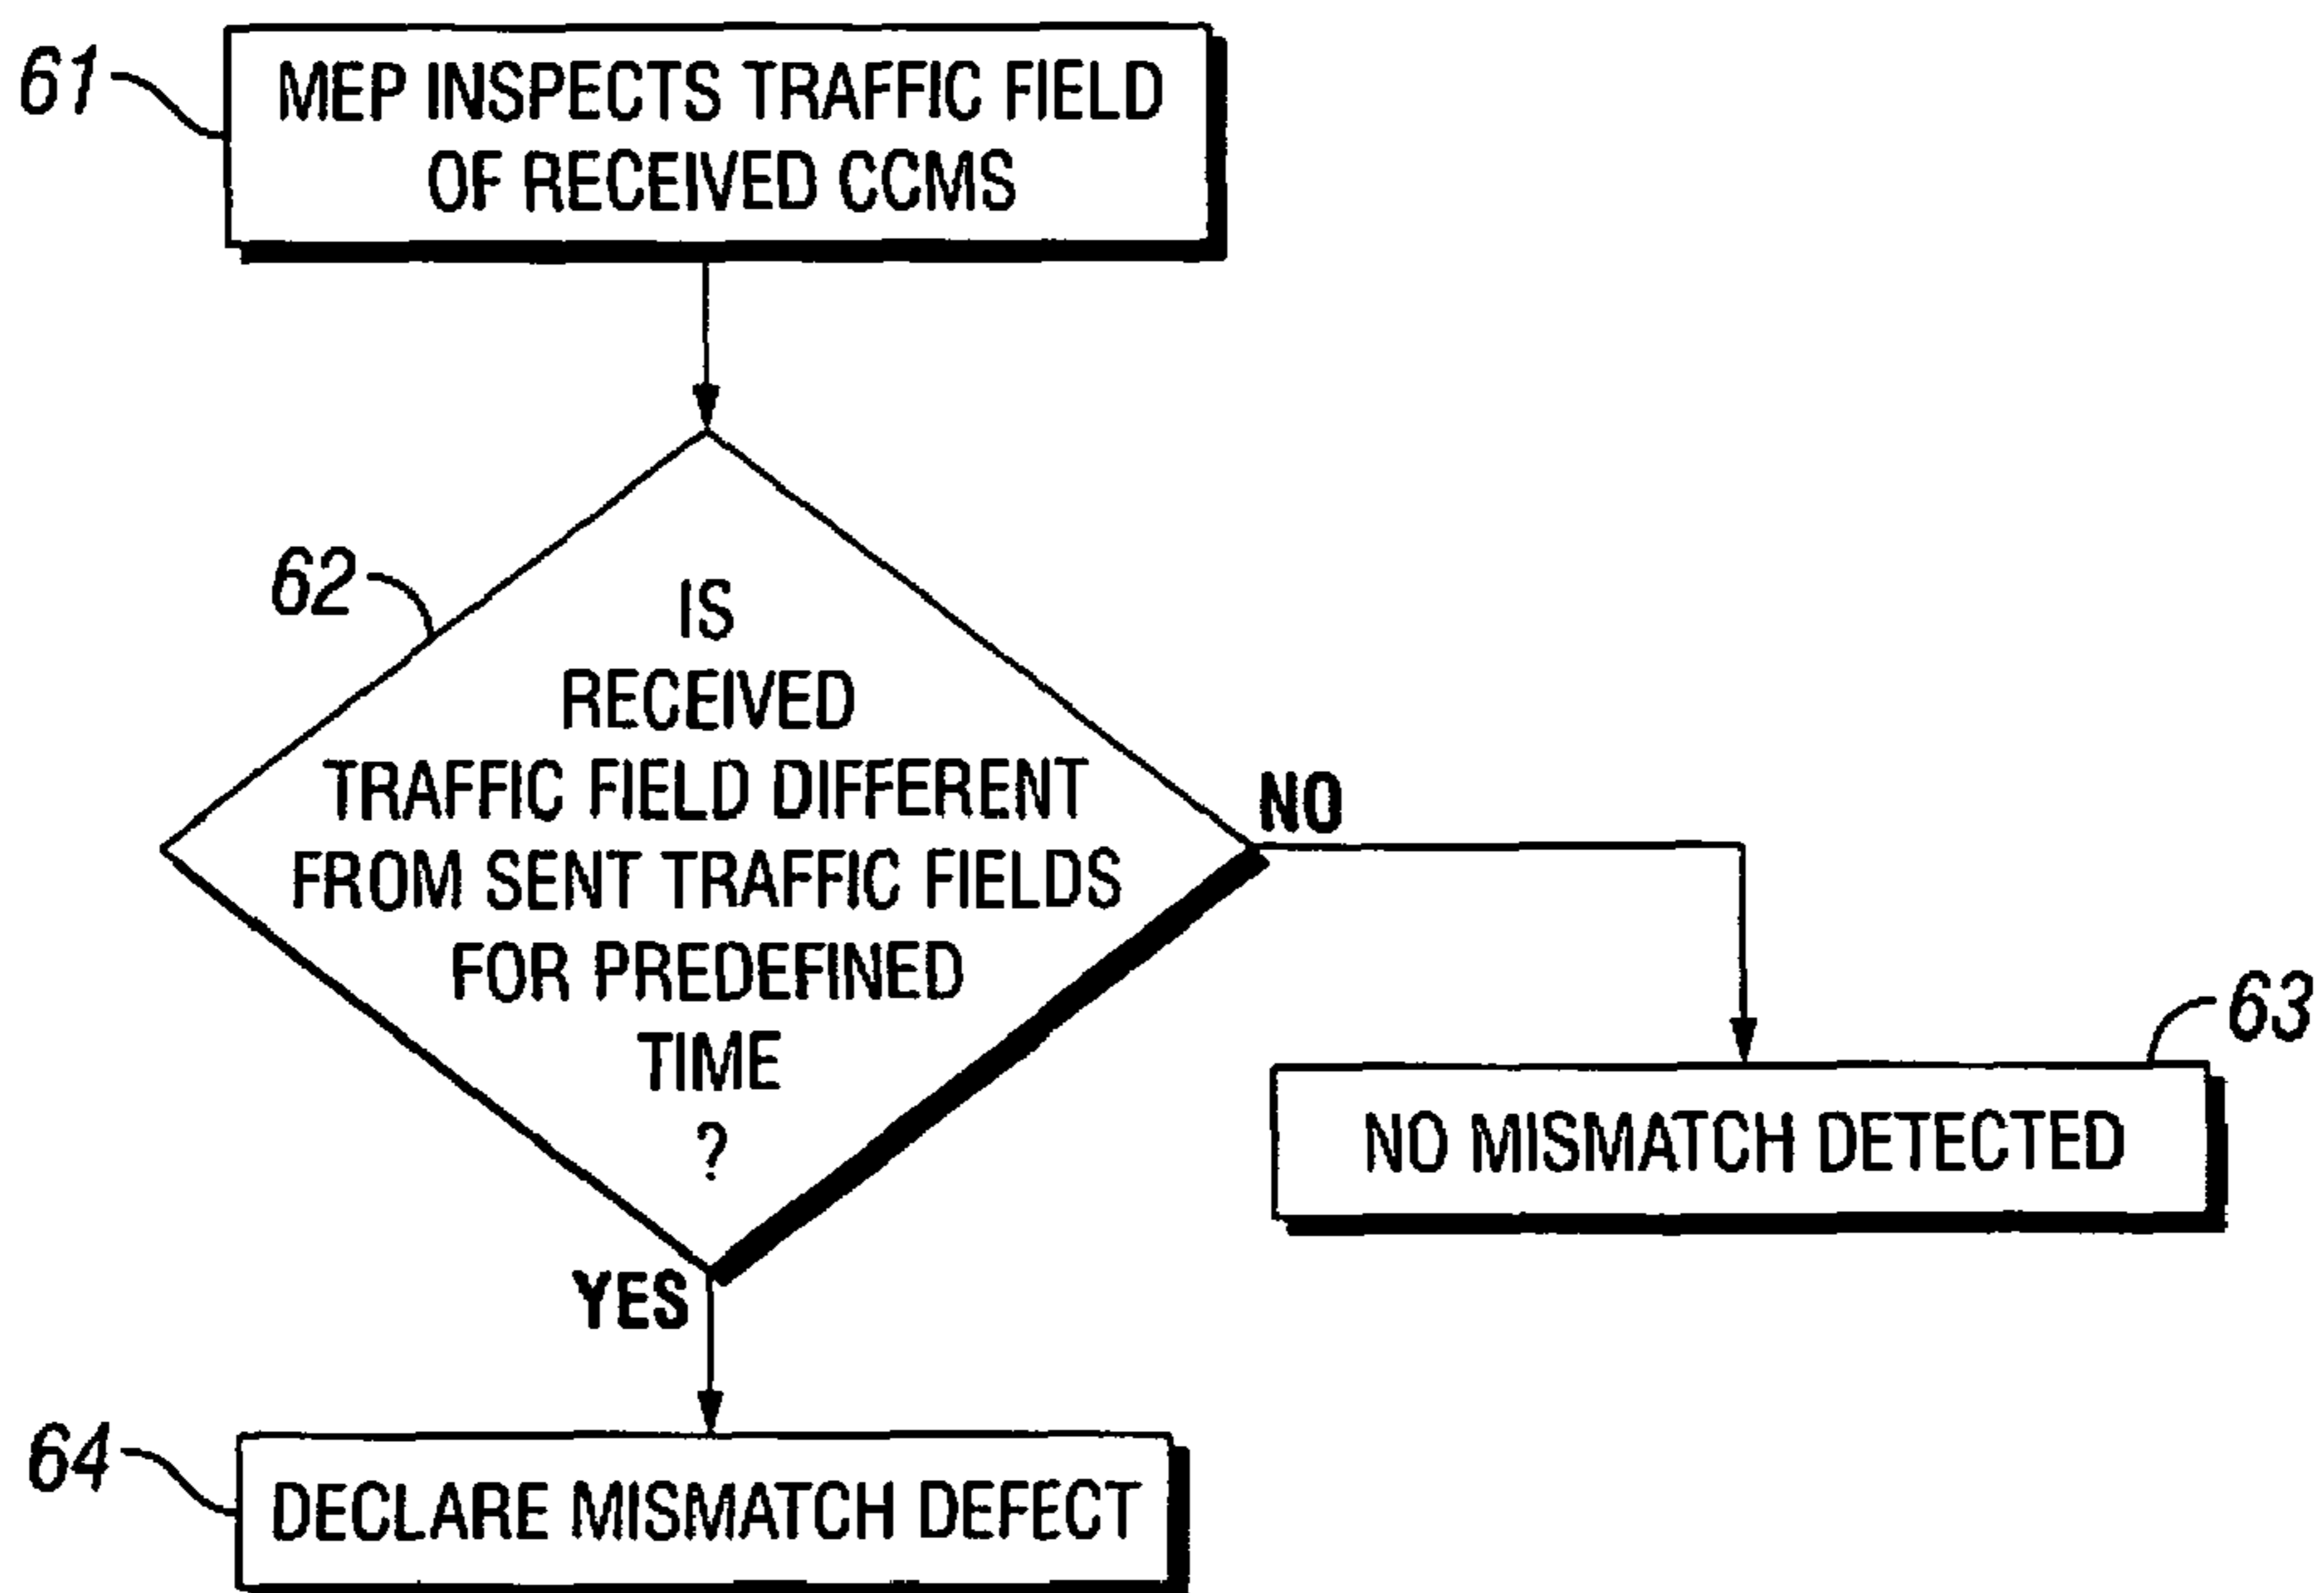 61
MEP INSPECTS TRAFFIC FIELD
OF RECEIVED CCMS
62
IS
RECEIVED
TRAFFIC FIELD DIFFERENT
FROM SENT TRAFFIC FIELDS
FOR PREDEFINED
TIME
?
NO
63
NO MISMATCH DETECTED
YES
64
DECLARE MISMATCH DEFECT